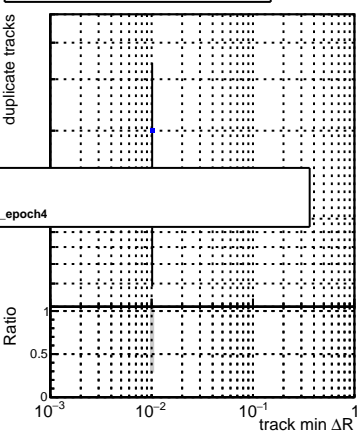 duplicate tracks
_epoch4
Ratio
1
0.5
0
10⁻³ 10⁻² 10⁻¹ 1
track min ΔR